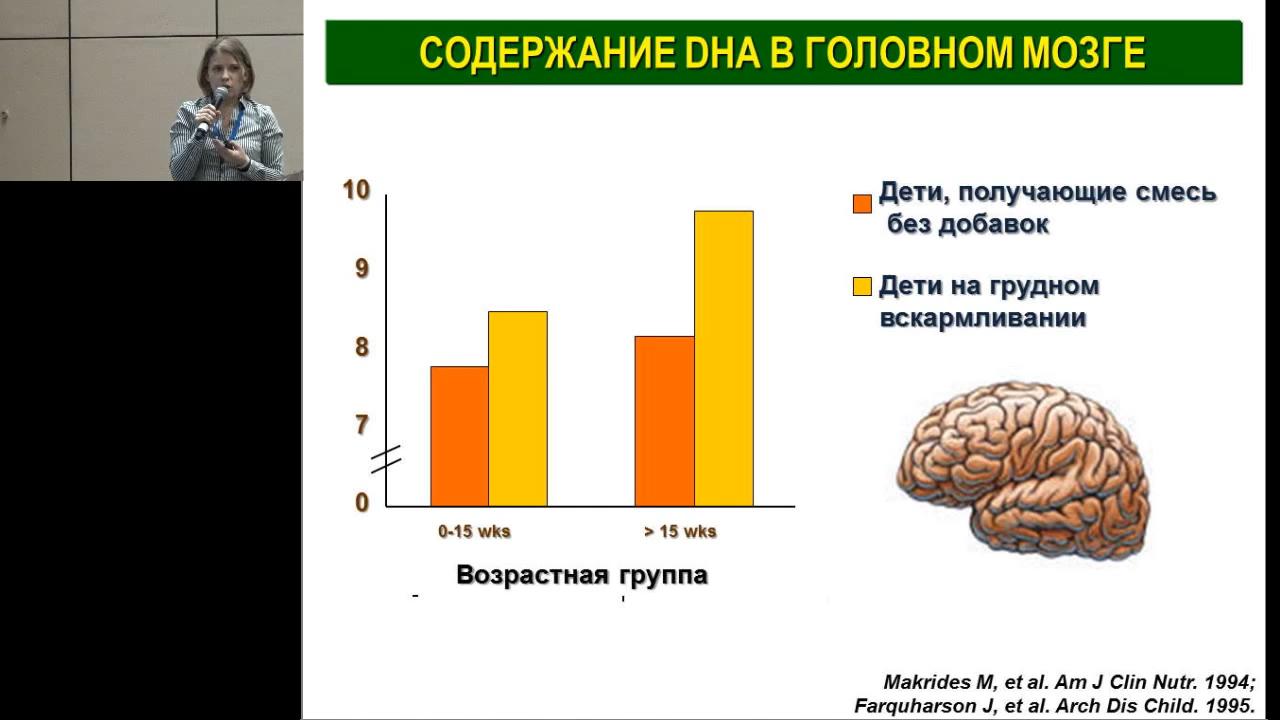 СОДЕРЖАНИЕ DHA В ГОЛОВНОМ МОЗГЕ
10
9
8
7
0
0-15 wks
> 15 wks
Возрастная группа
Дети, получающие смесь
без добавок
Дети на грудном
вскармливании
Makrides M, et al. Am J Clin Nutr. 1994;
Farquharson J, et al. Arch Dis Child. 1995.